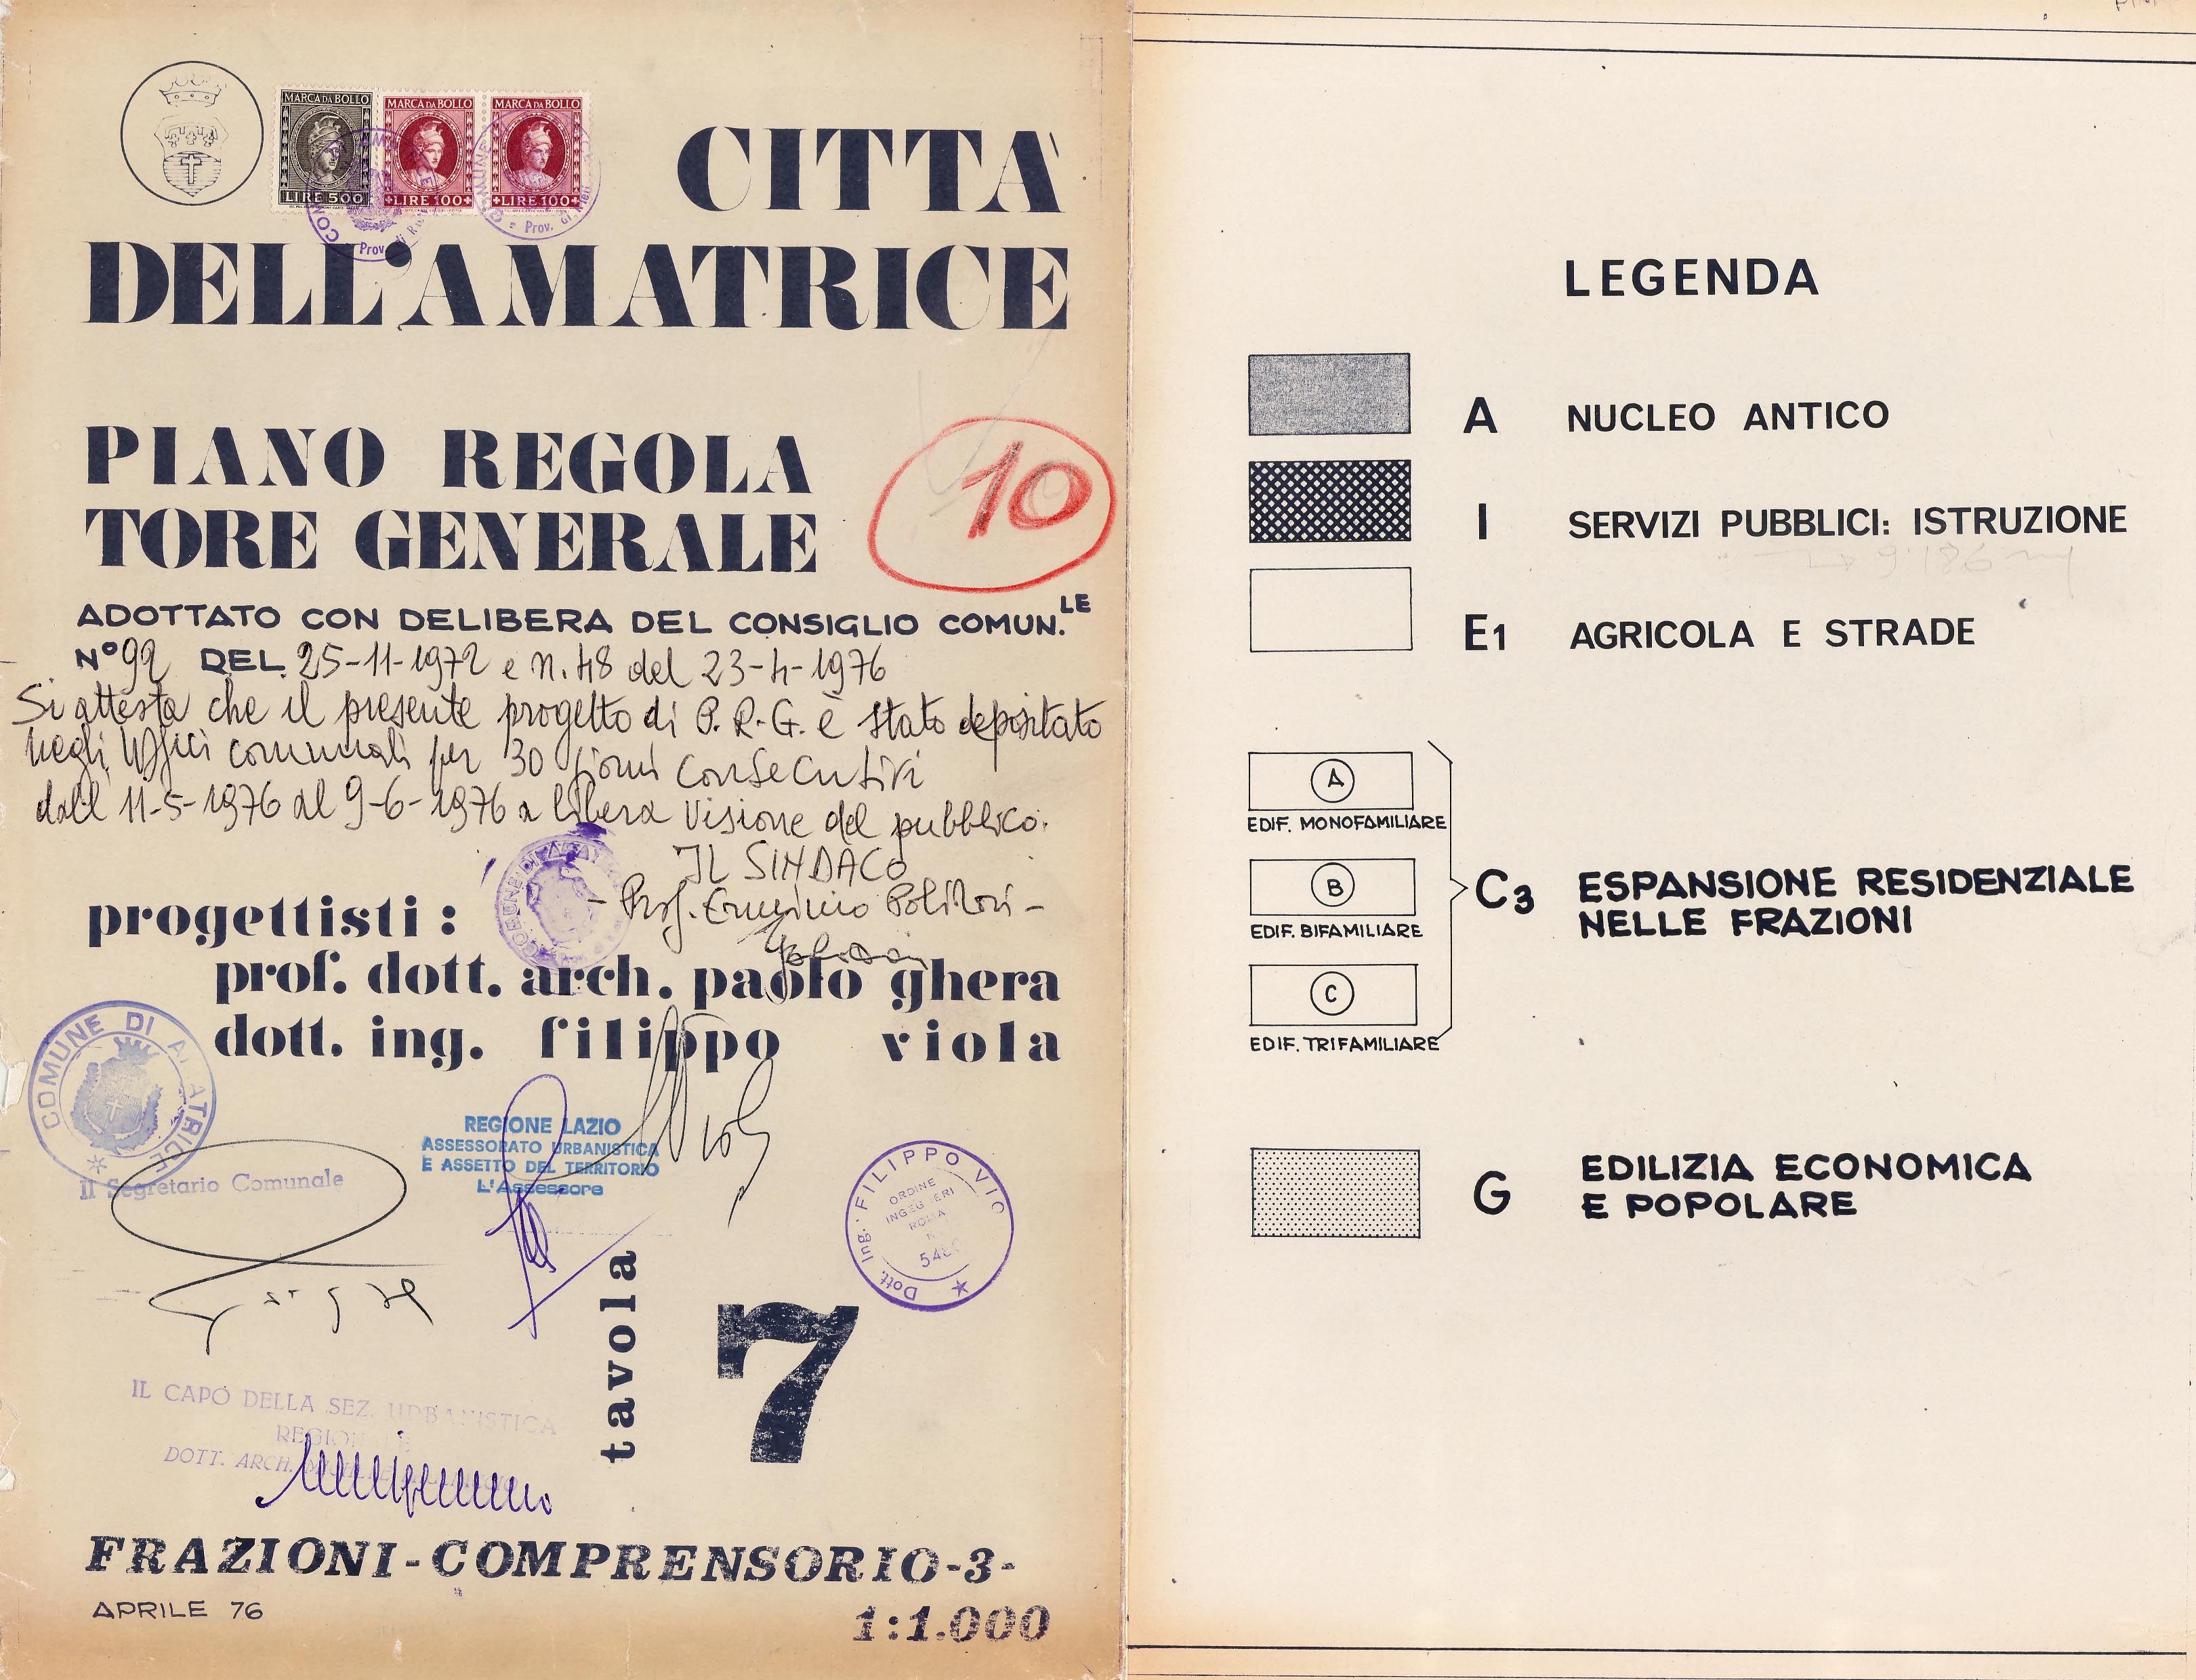 MARCA DA BOLLO
LIRE 500
MARCA DA BOLLO
LIRE 100
MARCA DA BOLLO
LIRE 100
CITTA'
DELL'AMATRICE
PIANO REGOLA
TORE GENERALE
10
ADOTTATO CON DELIBERA DEL CONSIGLIO COMUN.LE
N° 92 DEL 25-11-1972 e n. 48 del 23-4-1976
Si attesta che il presente progetto di P.R.G. è stato depositato
negli Uffici comunali per 30 giorni consecutivi
dall' 11-5-1976 al 9-6-1976 a libera visione del pubblico.
IL SINDACO
- Prof.
progettisti :
prof. dott. arch. paolo ghera
dott. ing. filippo viola
COMUNE DI AMATRICE
Il Segretario Comunale
REGIONE LAZIO
ASSESSORATO URBANISTICA
E ASSETTO DEL TERRITORIO
L'Assessore
Dott. Ing. FILIPPO VIO
ORDINE
INGEGNERI
ROMA
N
tavola
7
IL CAPO DELLA SEZ. URBANISTICA
REGIONALE
DOTT. ARCH.
FRAZIONI-COMPRENSORIO-3-
APRILE 76
1:1.000
LEGENDA
A NUCLEO ANTICO
I SERVIZI PUBBLICI: ISTRUZIONE
E1 AGRICOLA E STRADE
A
EDIF. MONOFAMILIARE
B
EDIF. BIFAMILIARE
C
EDIF. TRIFAMILIARE
C3 ESPANSIONE RESIDENZIALE
NELLE FRAZIONI
G EDILIZIA ECONOMICA
E POPOLARE